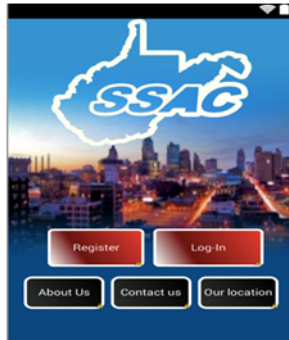 SSAC
Register
Log-In
About Us
Contact us
Our location